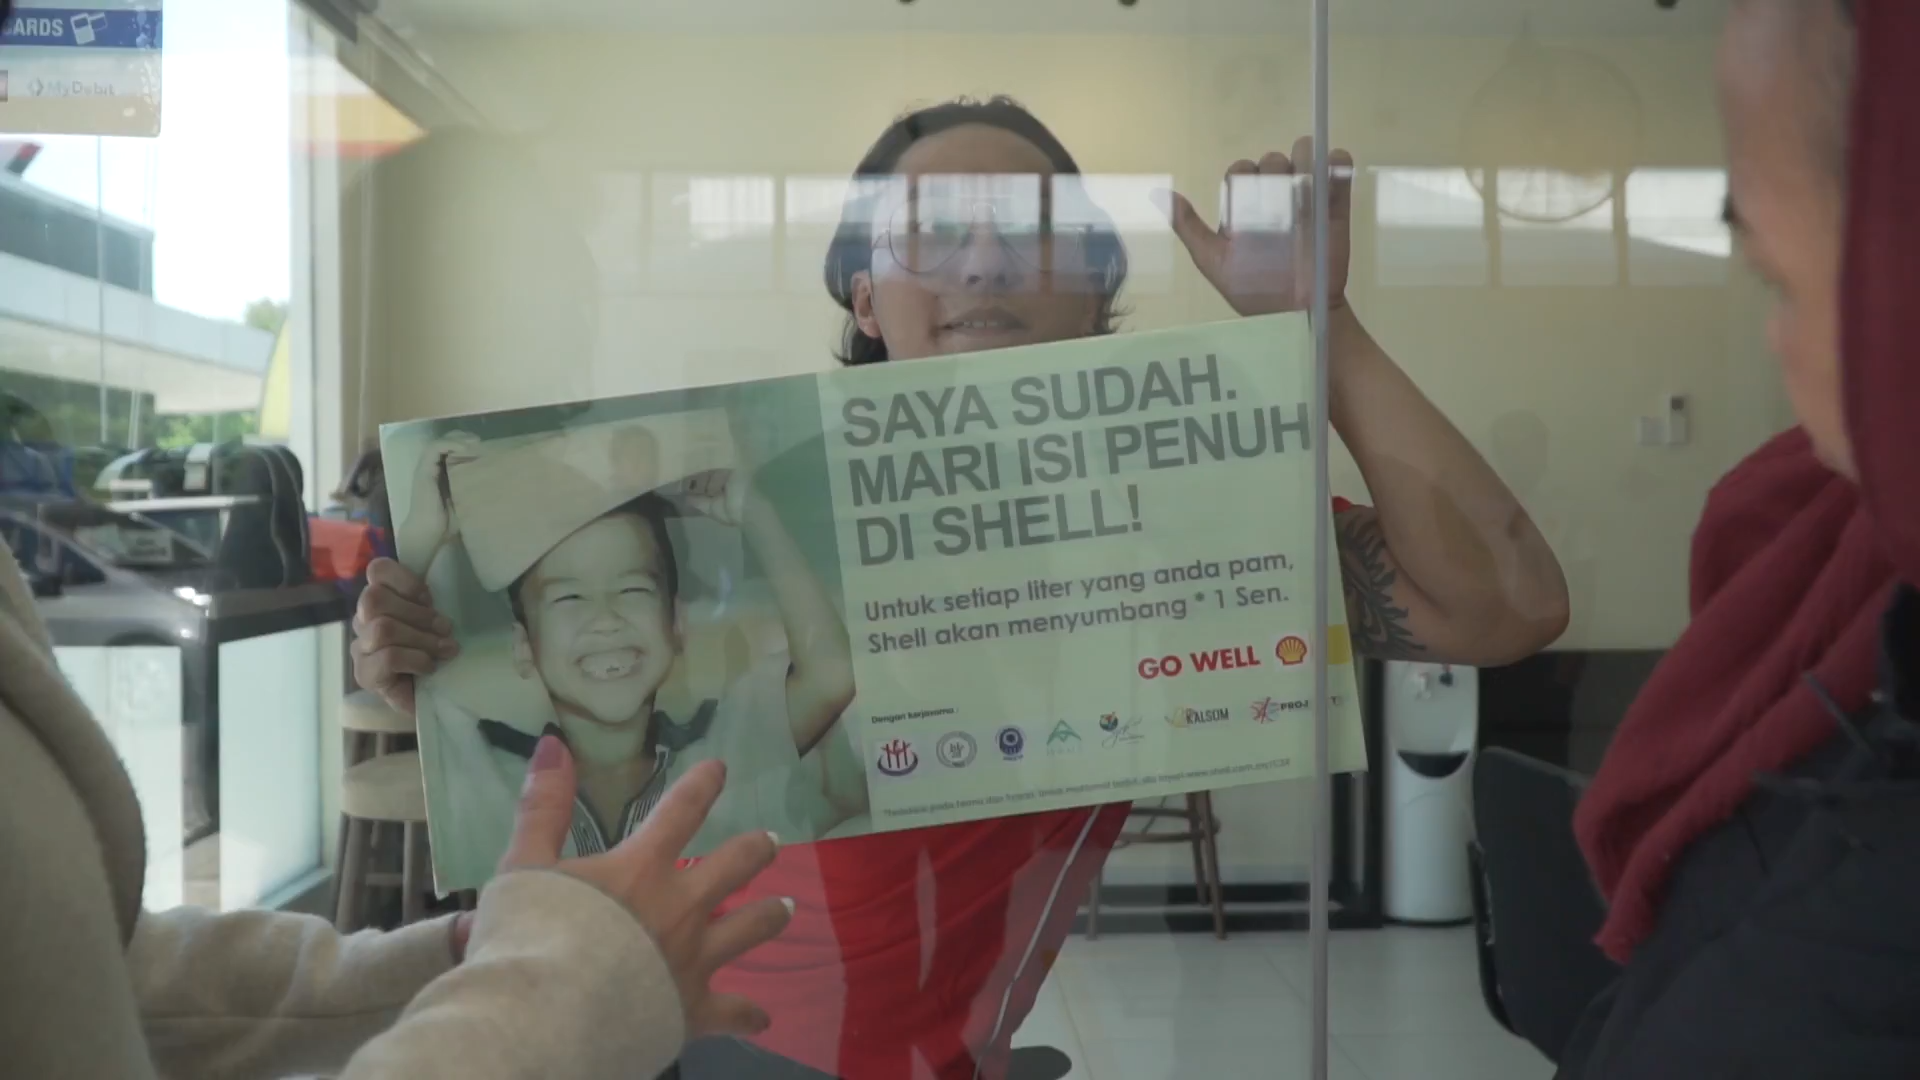 CARDS
MyDebit
SAYA SUDAH.
MARI ISI PENUH
DI SHELL!
Untuk setiap liter yang anda pam,
Shell akan menyumbang * 1 Sen.
GO WELL
Dengan kerjasama :
KALSOM
PROJ